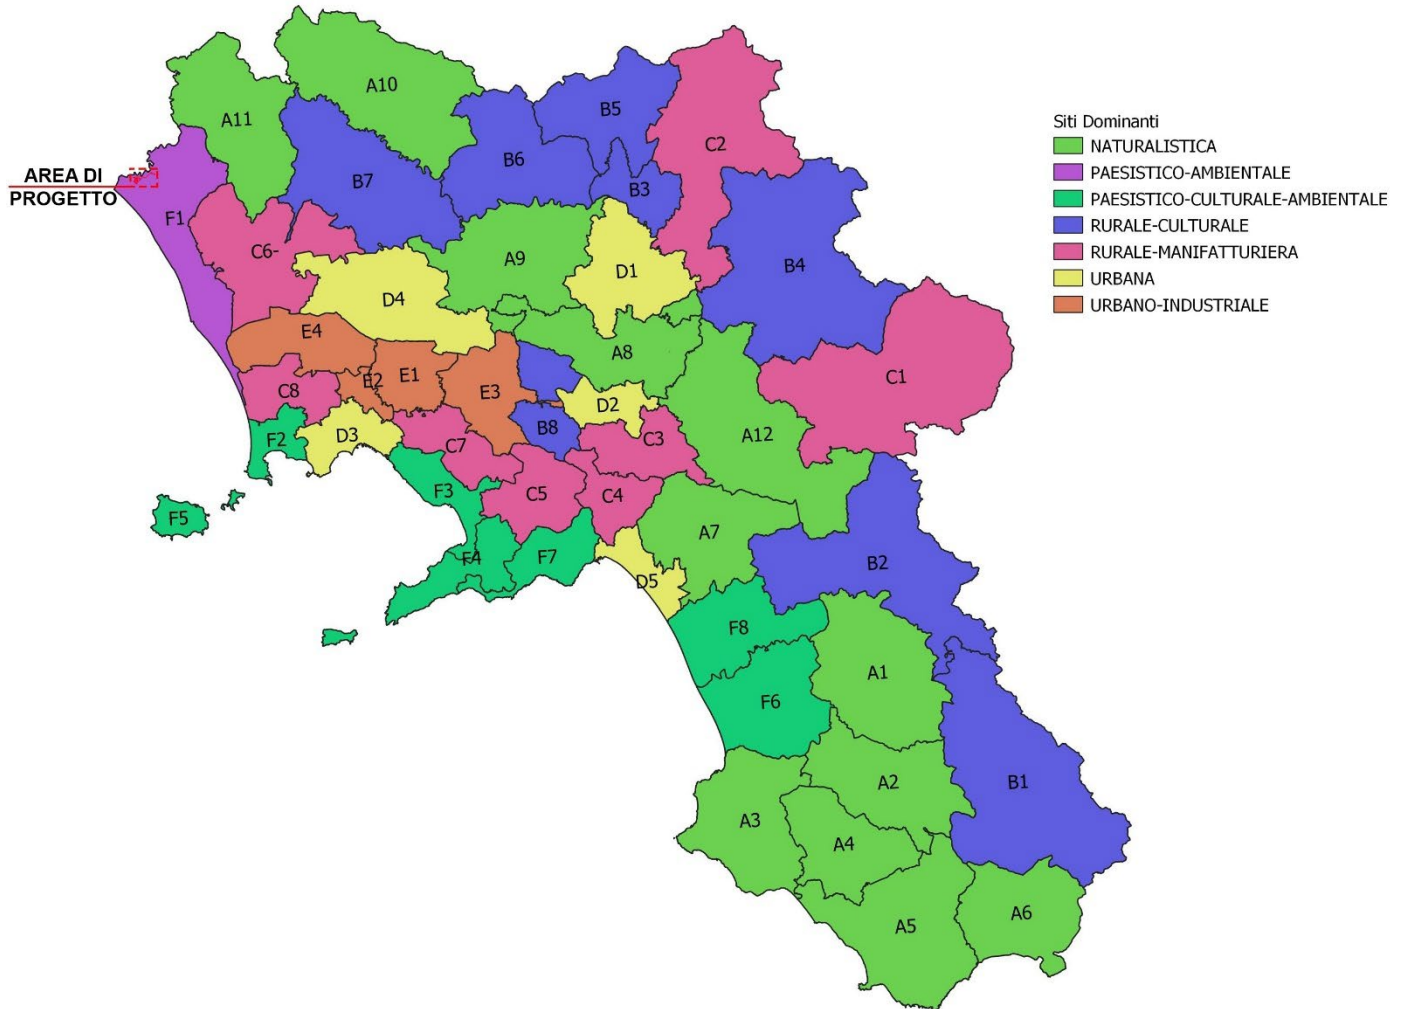 A10
A11
B5
B6
B7
B3
C2
AREA DI
PROGETTO
F1
C6-
A9
D1
B4
D4
E4
A8
E2
E1
E3
C1
C8
D2
F2
D3
B8
C7
C3
A12
F3
C5
C4
F5
A7
F4
F7
D5
B2
F8
F6
A1
A2
B1
A3
A4
A5
A6
Siti Dominanti
NATURALISTICA
PAESISTICO-AMBIENTALE
PAESISTICO-CULTURALE-AMBIENTALE
RURALE-CULTURALE
RURALE-MANIFATTURIERA
URBANA
URBANO-INDUSTRIALE